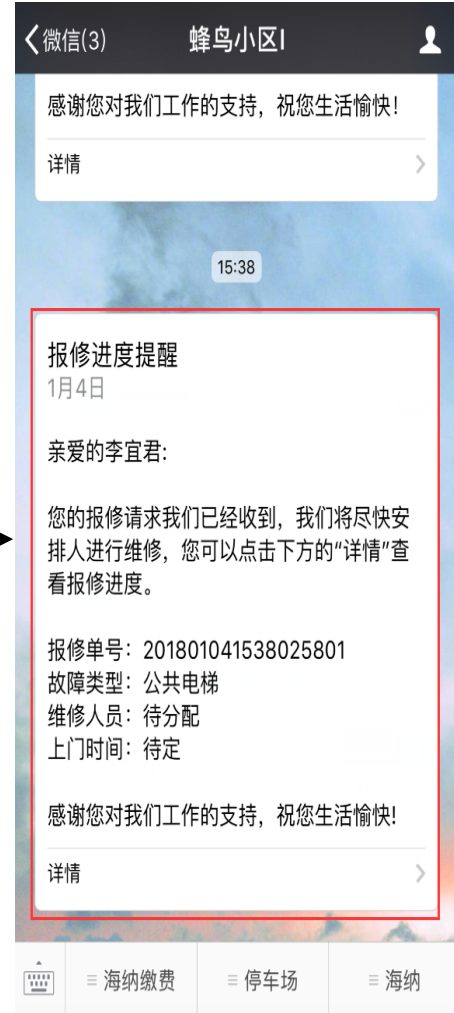 微信(3)
蜂鸟小区I
感谢您对我们工作的支持，祝您生活愉快！
详情
15:38
报修进度提醒
1月4日
亲爱的李宜君:
您的报修请求我们已经收到，我们将尽快安
排人进行维修，您可以点击下方的“详情”查
看报修进度。
报修单号：201801041538025801
故障类型：公共电梯
维修人员：待分配
上门时间：待定
感谢您对我们工作的支持，祝您生活愉快!
详情
海纳缴费
停车场
海纳